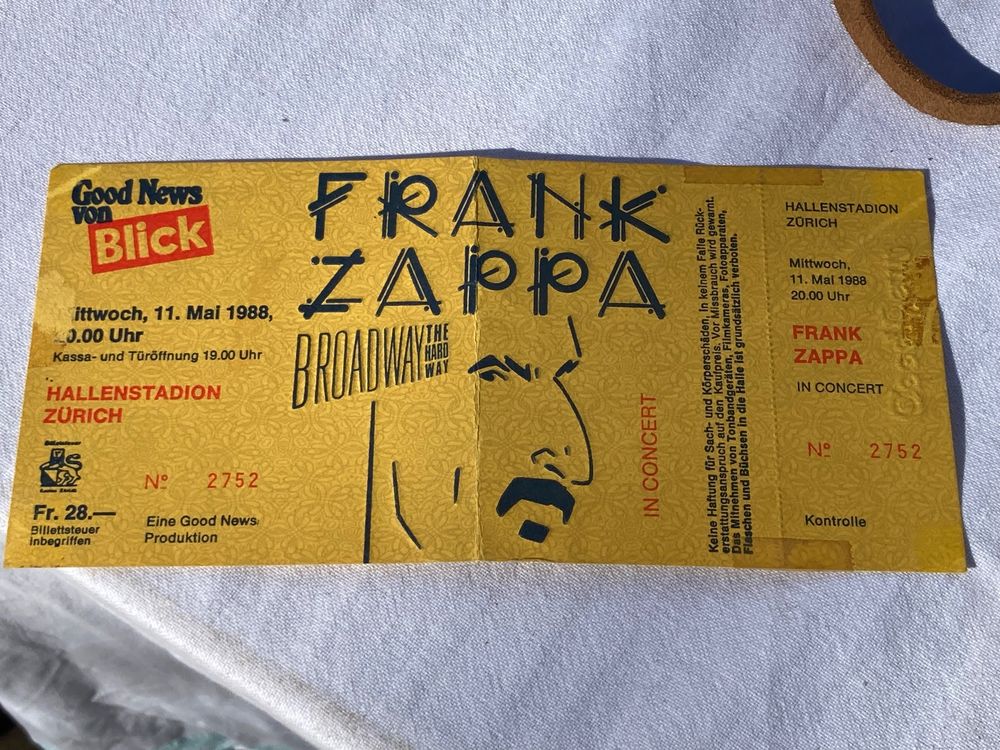 Good News
von
Blick
Mittwoch, 11. Mai 1988,
20.00 Uhr
Kassa- und Türöffnung 19.00 Uhr
HALLENSTADION
ZÜRICH
Billettsteuer
Nº 2752
Fr. 28.—
Billettsteuer
inbegriffen
Eine Good News
Produktion
FRANK
ZAPPA
BROADWAY THE HARD WAY
IN CONCERT
Keine Haftung für Sach- und Körperschäden. In keinem Falle Rück-
erstattungsanspruch auf den Kaufpreis. Vor Missbrauch wird gewarnt.
Das Mitnehmen von Tonbandgeräten, Filmkameras, Fotoapparaten,
Flaschen und Büchsen in die Halle ist grundsätzlich verboten.
HALLENSTADION
ZÜRICH
Mittwoch,
11. Mai 1988
20.00 Uhr
FRANK
ZAPPA
IN CONCERT
Nº 2752
Kontrolle